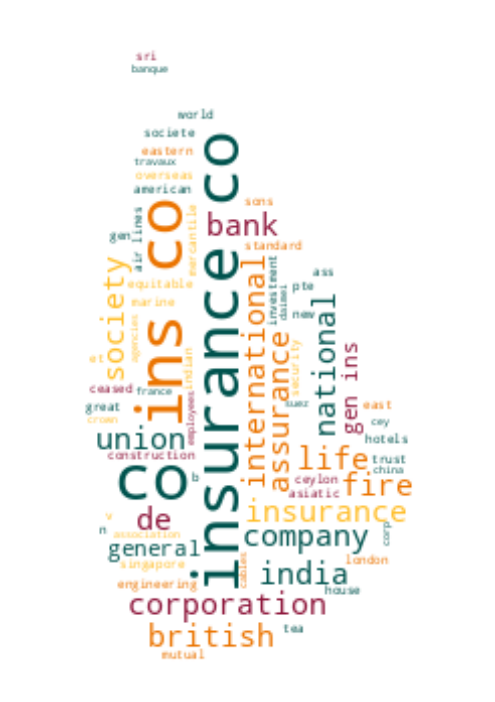 sri
banque
world
societe
eastern
travaux
overseas
american
insurance co
ins co
sons
bank
gen
air lines
mercantile
standard
society
international
investment
ass
equitable
pte
daimei
marine
new
national
agencies
assurance
security
gen ins
et
indian
ceased
france
employees
suez
east
great
crown
cey
union
hotels
construction
life
trust
china
co
b
ceylon
fire
asiatic
v
de
insurance
n
association
company
corp
general
singapore
london
india
cables
engineering
house
corporation
british
tea
mutual